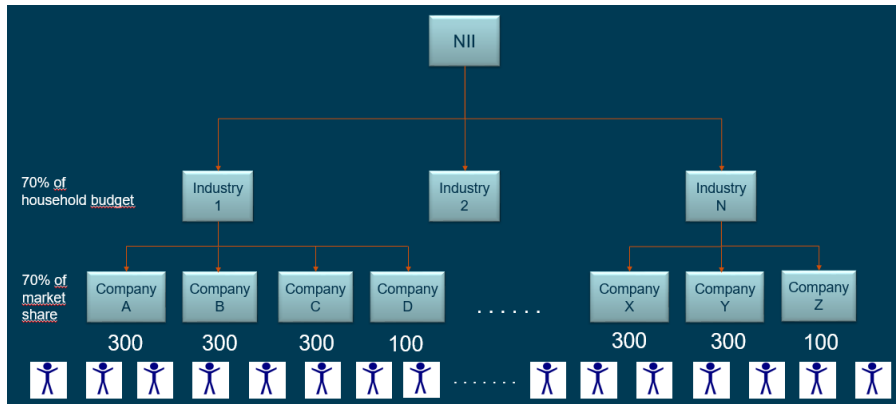 NII
70% of
household budget
Industry
1
Industry
2
Industry
N
70% of
market
share
Company
A
Company
B
Company
C
Company
D
. . . . . .
Company
X
Company
Y
Company
Z
300
300
300
100
300
300
100
. . . . . . .